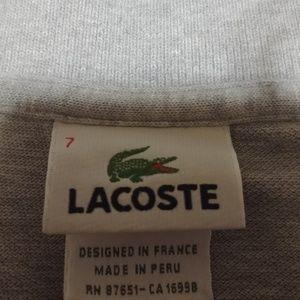 7
LACOSTE
DESIGNED IN FRANCE
MADE IN PERU
RN 87651-CA 16998